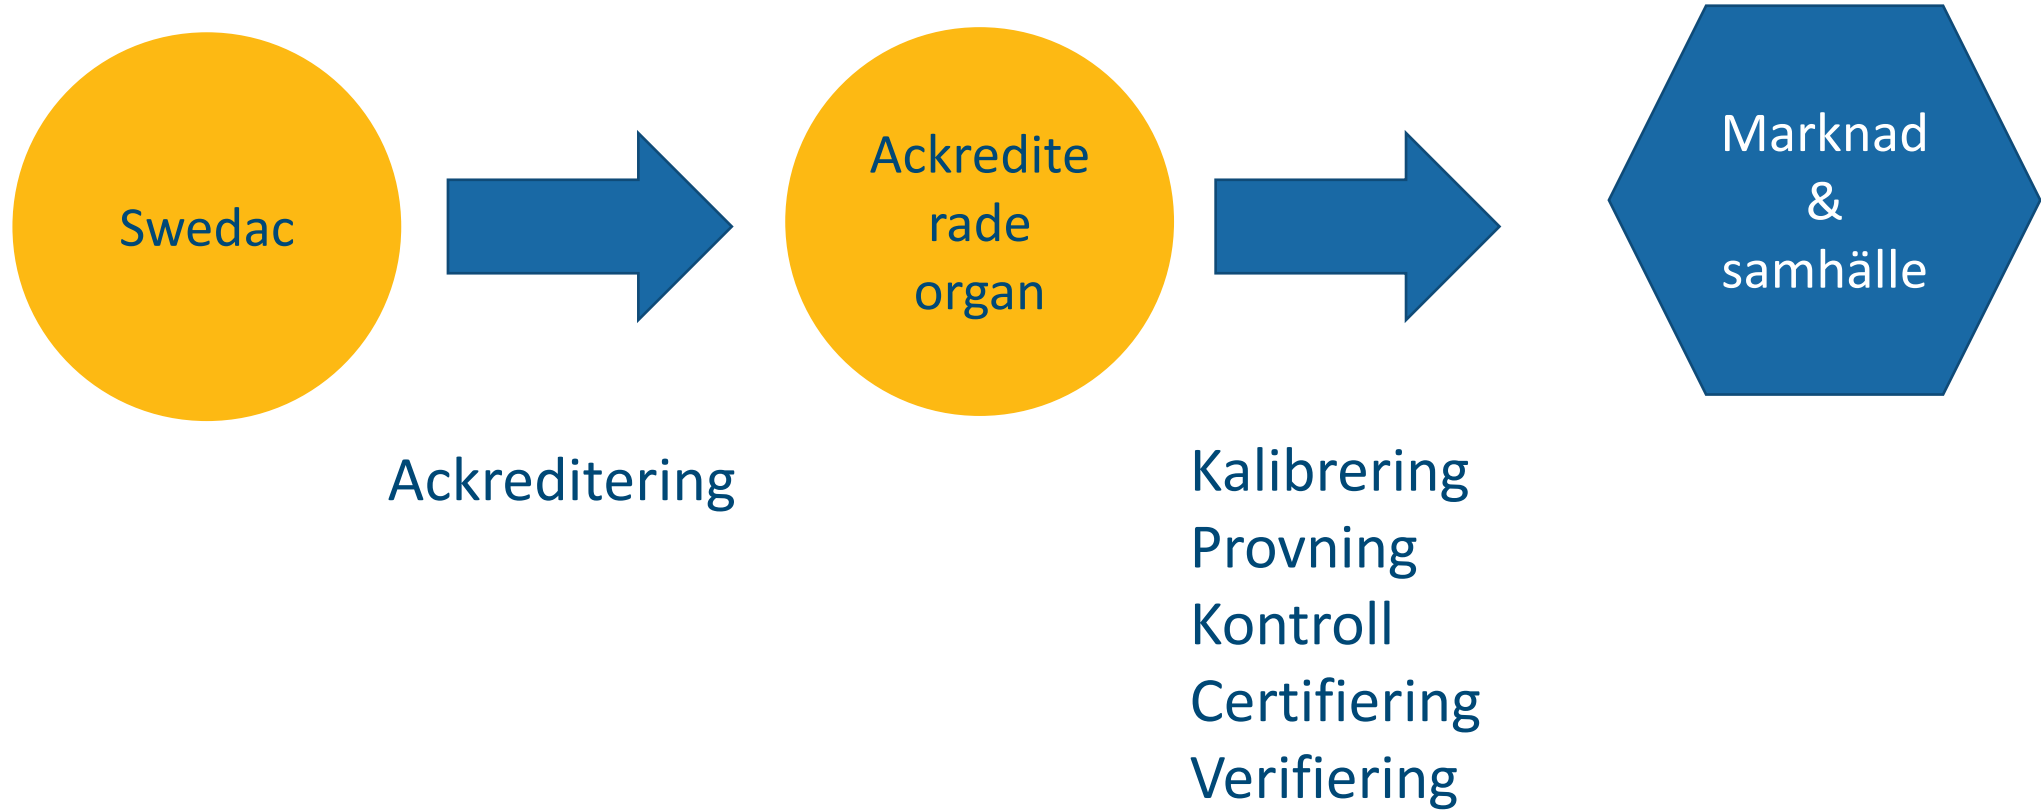 Swedac
Ackredite
rade
organ
Marknad
&
samhälle
Ackreditering
Kalibrering
Provning
Kontroll
Certifiering
Verifiering